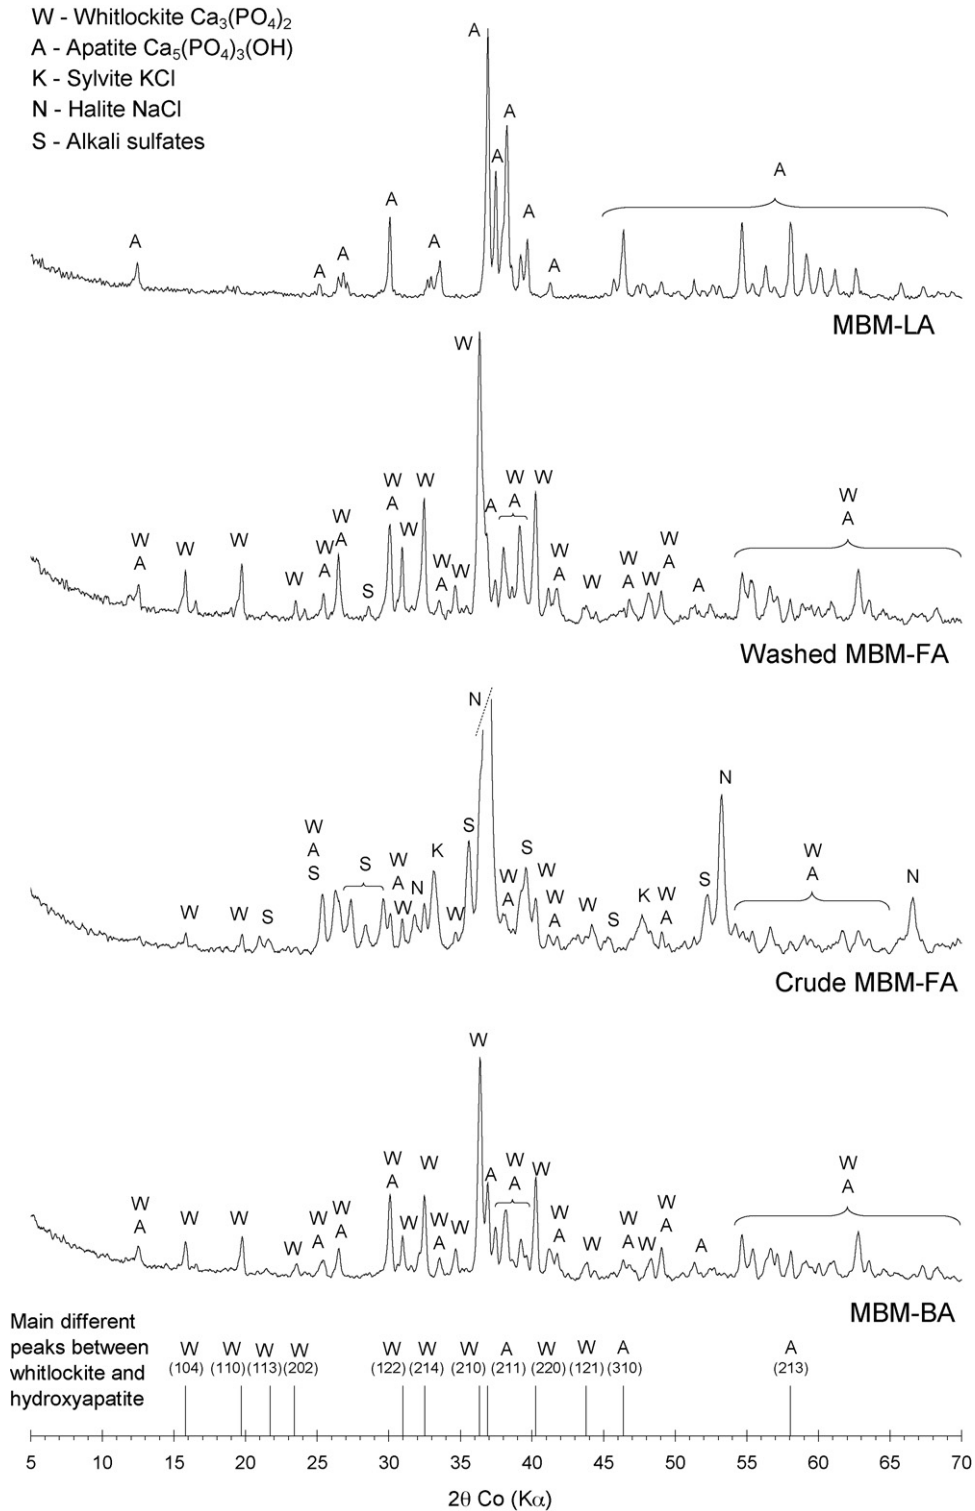 W - Whitlockite Ca₃(PO₄)₂
A - Apatite Ca₅(PO₄)₃(OH)
K - Sylvite KCl
N - Halite NaCl
S - Alkali sulfates
A
A
A
A
A
A
A
A
A
A
A
MBM-LA
W
W
A
W
W
W
W
A
W
A
S
W
A
W
W
W
A
W
A
W
A
W
W
A
W
W
A
W
W
A
A
W
A
Washed MBM-FA
W
W
S
W
A
S
S
W
A
W
N
K
W
S
N
W
A
S
W
W
A
W
S
K
W
A
S
N
W
A
N
Crude MBM-FA
W
A
W
W
W
W
A
W
A
W
A
W
W
W
A
W
W
A
W
A
W
W
A
W
W
A
W
W
A
A
W
A
MBM-BA
Main different
peaks between
whitlockite and
hydroxyapatite
W W W W W W W A W W A A
(104) (110) (113) (202) (122) (214) (210) (211) (220) (121) (310) (213)
5 10 15 20 25 30 35 40 45 50 55 60 65 70
2θ Co (Kα)